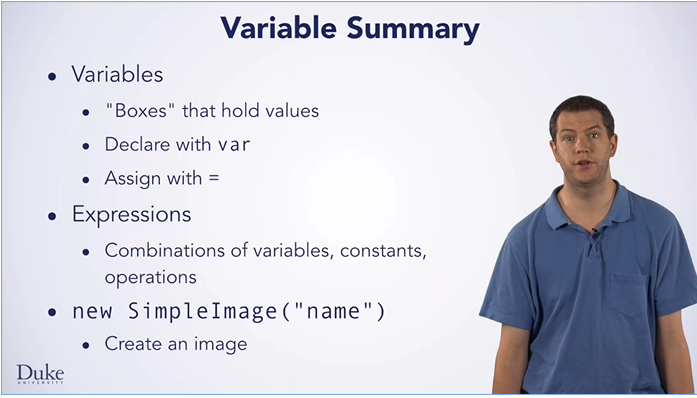 Variable Summary
Variables
"Boxes" that hold values
Declare with var
Assign with =
Expressions
Combinations of variables, constants,
operations
new SimpleImage("name")
Create an image
Duke
UNIVERSITY